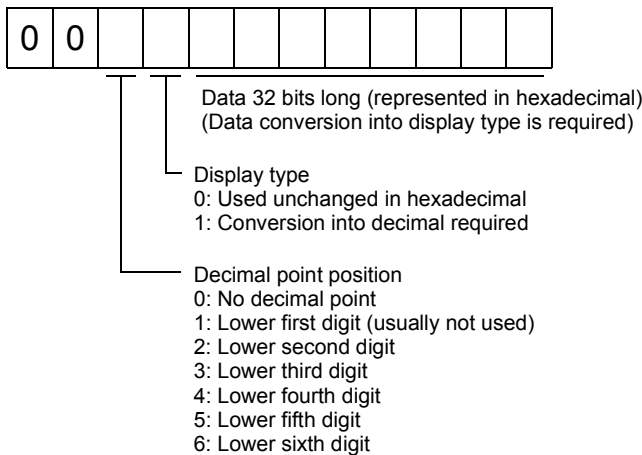 0 0
Data 32 bits long (represented in hexadecimal)
(Data conversion into display type is required)
Display type
0: Used unchanged in hexadecimal
1: Conversion into decimal required
Decimal point position
0: No decimal point
1: Lower first digit (usually not used)
2: Lower second digit
3: Lower third digit
4: Lower fourth digit
5: Lower fifth digit
6: Lower sixth digit